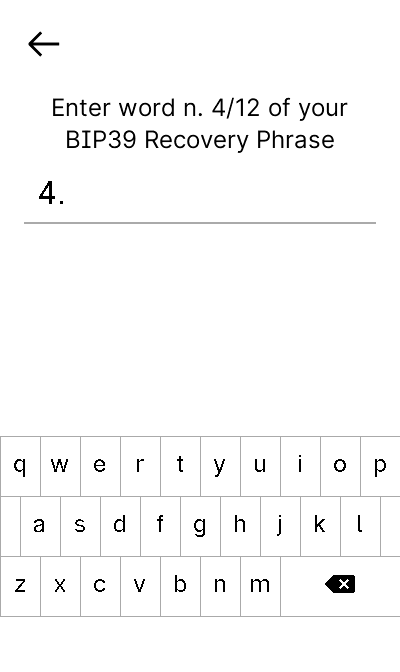 Enter word n. 4/12 of your
BIP39 Recovery Phrase
4.
q w e r t y u i o p
a s d f g h j k l
z x c v b n m